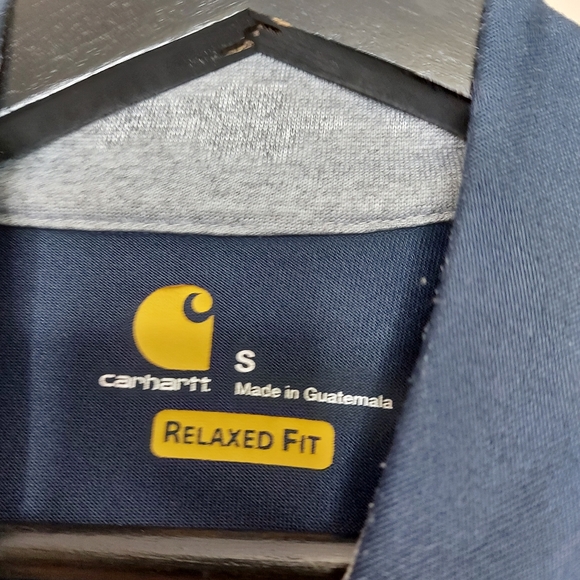 S
carhartt
Made in Guatemala
RELAXED FIT